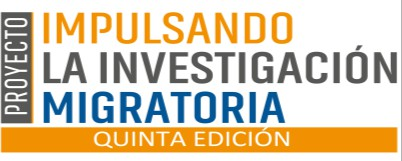 PROYECTO
IMPULSANDO
LA INVESTIGACIÓN
MIGRATORIA
QUINTA EDICIÓN